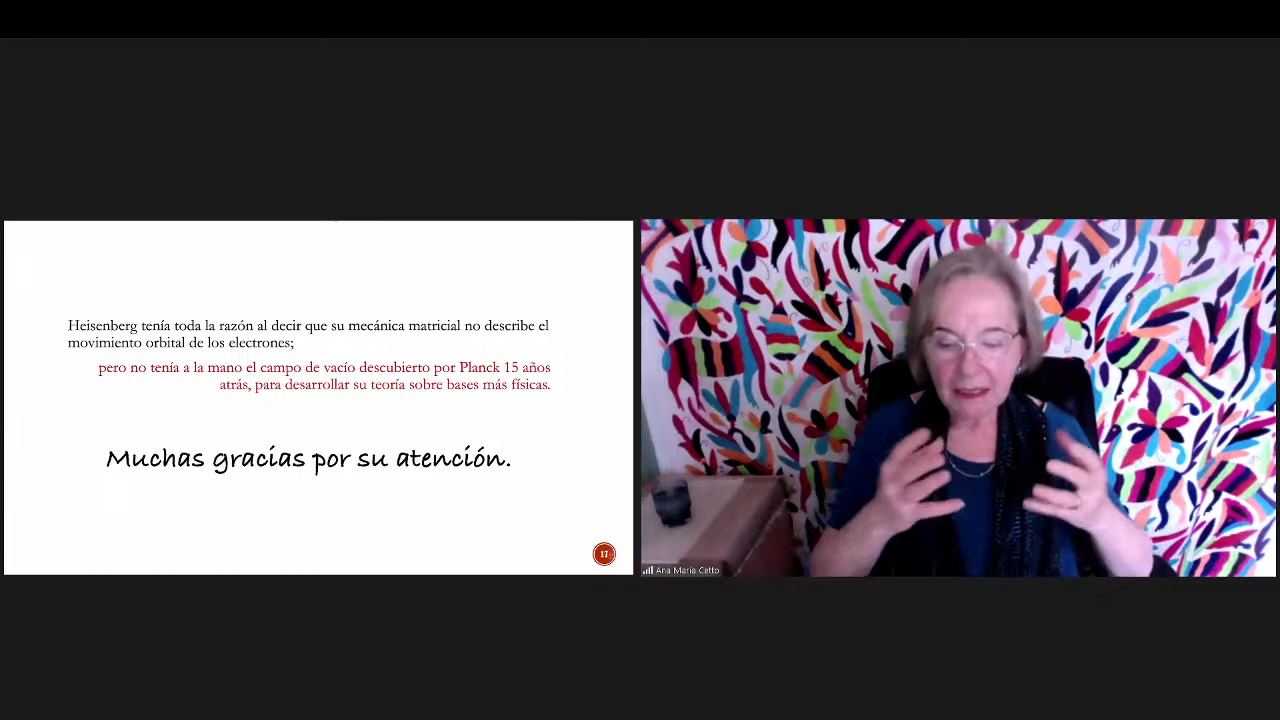 Heisenberg tenía toda la razón al decir que su mecánica matricial no describe el
movimiento orbital de los electrones;
pero no tenía a la mano el campo de vacío descubierto por Planck 15 años
atrás, para desarrollar su teoría sobre bases más físicas.
Muchas gracias por su atención.
17
Ana María Cetto